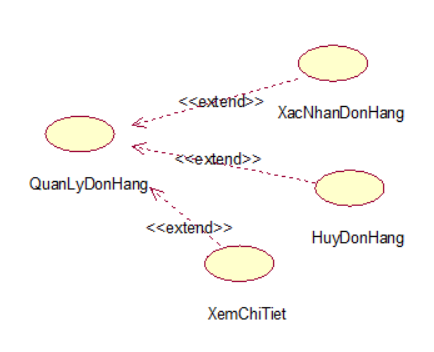 <<extend>>
XacNhanDonHang
<<extend>>
QuanLyDonHang
<<extend>>
HuyDonHang
XemChiTiet